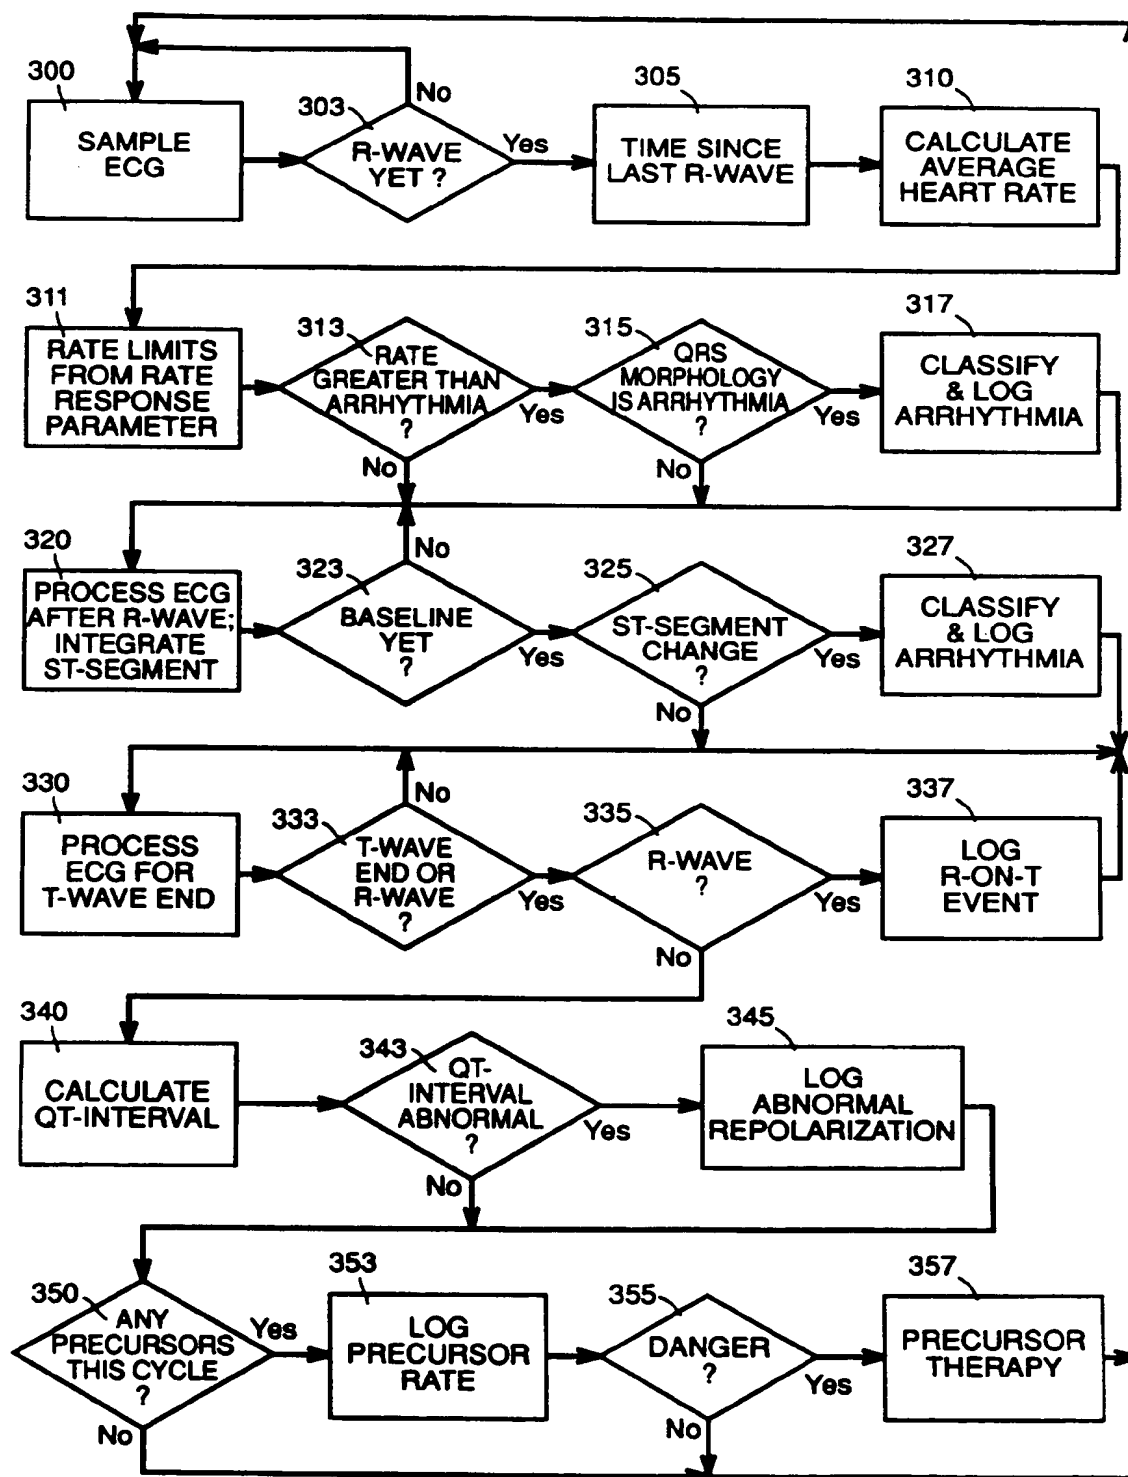 300
SAMPLE
ECG
303
R-WAVE
YET ?
No
Yes
305
TIME SINCE
LAST R-WAVE
310
CALCULATE
AVERAGE
HEART RATE
311
RATE LIMITS
FROM RATE
RESPONSE
PARAMETER
313
RATE
GREATER THAN
ARRHYTHMIA
?
Yes
No
315
QRS
MORPHOLOGY
IS ARRHYTHMIA
?
Yes
No
317
CLASSIFY
& LOG
ARRHYTHMIA
320
PROCESS ECG
AFTER R-WAVE;
INTEGRATE
ST-SEGMENT
323
BASELINE
YET
?
No
Yes
325
ST-SEGMENT
CHANGE
?
Yes
No
327
CLASSIFY
& LOG
ARRHYTHMIA
330
PROCESS
ECG FOR
T-WAVE END
333
T-WAVE
END OR
R-WAVE
?
No
Yes
335
R-WAVE
?
Yes
No
337
LOG
R-ON-T
EVENT
340
CALCULATE
QT-INTERVAL
343
QT-
INTERVAL
ABNORMAL
?
Yes
No
345
LOG
ABNORMAL
REPOLARIZATION
350
ANY
PRECURSORS
THIS CYCLE
?
Yes
No
353
LOG
PRECURSOR
RATE
355
DANGER
?
Yes
No
357
PRECURSOR
THERAPY